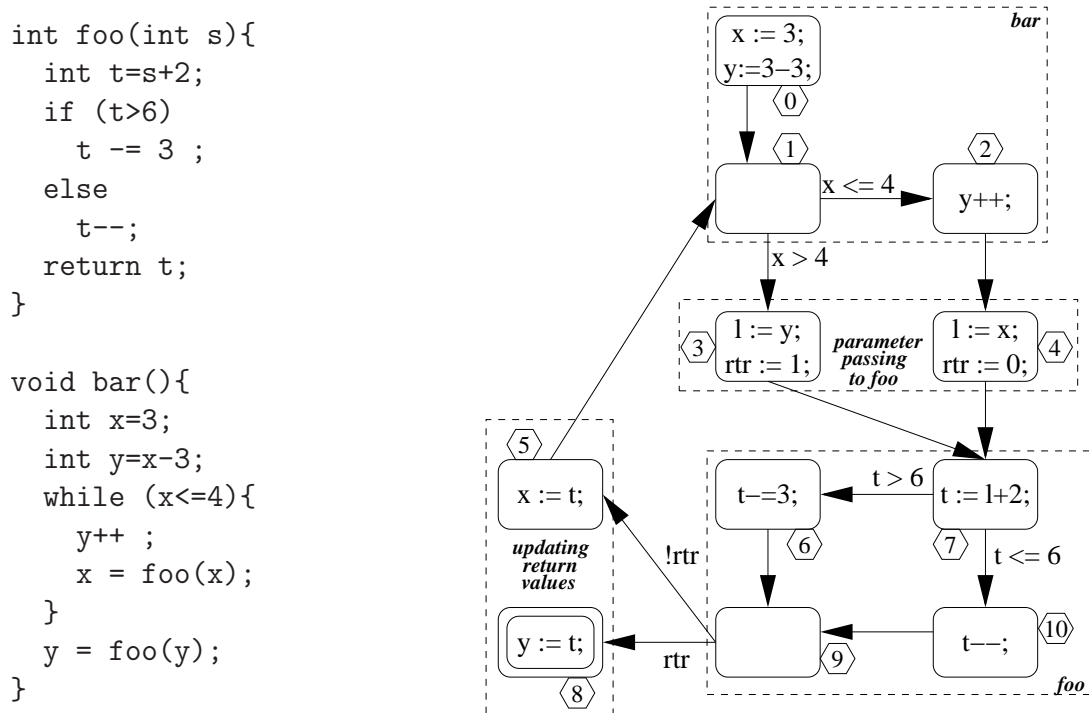 int foo(int s){
int t=s+2;
if (t>6)
t -= 3 ;
else
t--;
return t;
}
void bar(){
int x=3;
int y=x-3;
while (x<=4){
y++ ;
x = foo(x);
}
y = foo(y);
}
bar
x := 3;
y:=3−3;
0
1
2
x <= 4
y++;
x > 4
3
l := y;
rtr := 1;
parameter
passing
to foo
l := x;
rtr := 0;
4
5
x := t;
t−=3;
t > 6
t := l+2;
6
7
updating
return
values
!rtr
t <= 6
y := t;
rtr
8
9
t−−;
10
foo